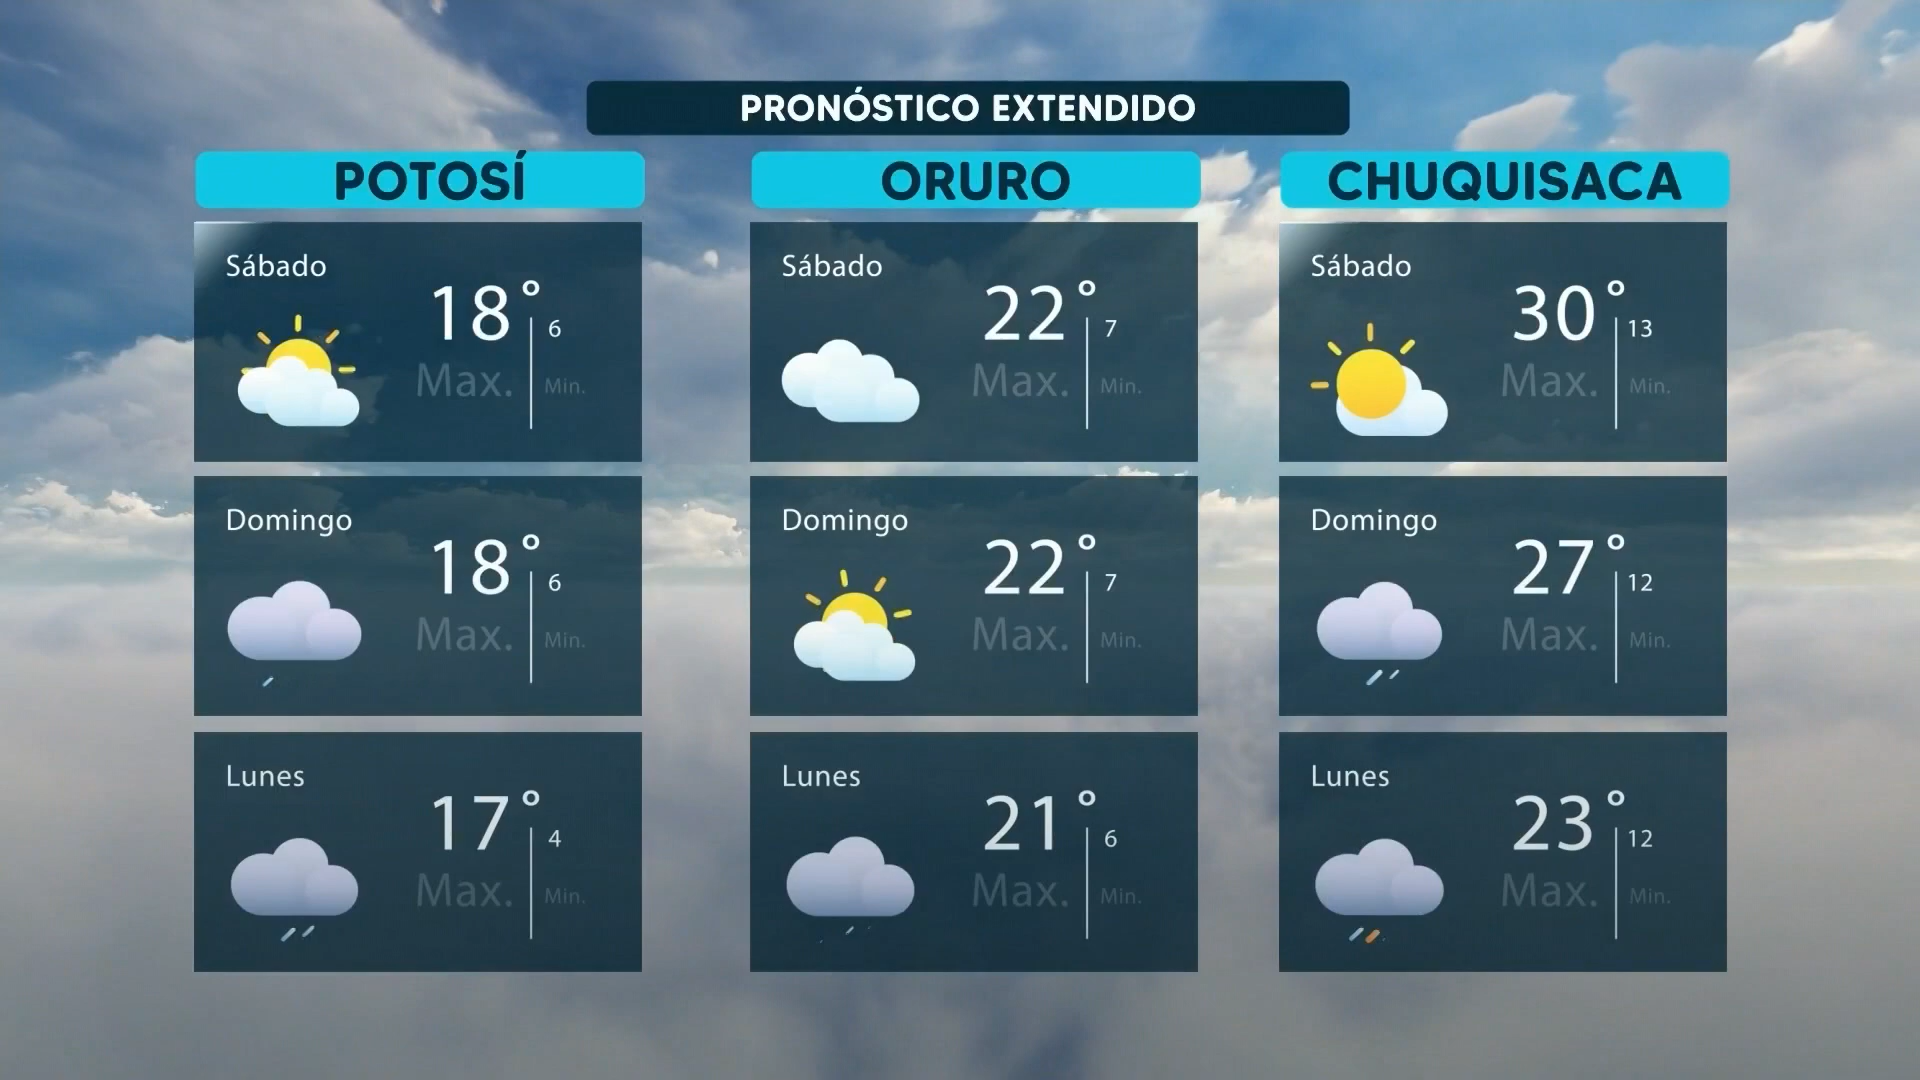 PRONÓSTICO EXTENDIDO
POTOSÍ
Sábado
18°
6
Max.
Min.
Domingo
18°
6
Max.
Min.
Lunes
17°
4
Max.
Min.
ORURO
Sábado
22°
7
Max.
Min.
Domingo
22°
7
Max.
Min.
Lunes
21°
6
Max.
Min.
CHUQUISACA
Sábado
30°
13
Max.
Min.
Domingo
27°
12
Max.
Min.
Lunes
23°
12
Max.
Min.